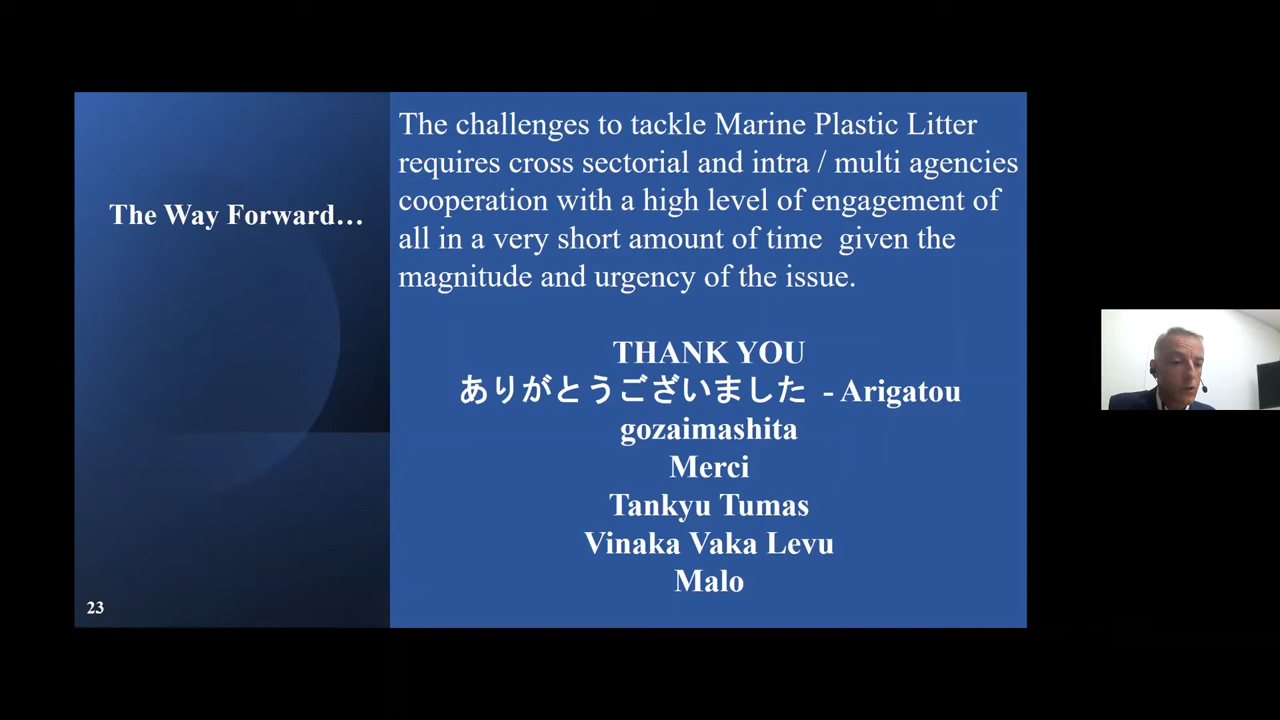 The Way Forward…
The challenges to tackle Marine Plastic Litter
requires cross sectorial and intra / multi agencies
cooperation with a high level of engagement of
all in a very short amount of time given the
magnitude and urgency of the issue.
THANK YOU
ありがとうございました - Arigatou
gozaimashita
Merci
Tankyu Tumas
Vinaka Vaka Levu
Malo
23